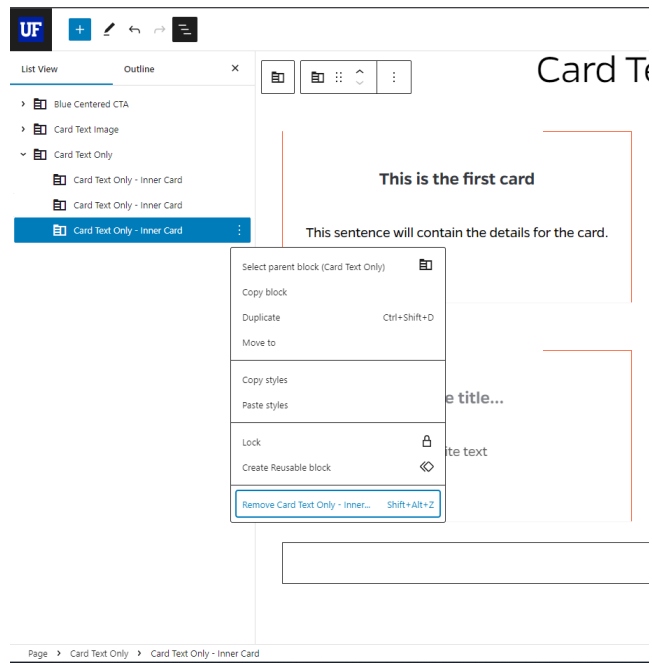 UF
List View Outline
Blue Centered CTA
Card Text Image
Card Text Only
Card Text Only - Inner Card
Card Text Only - Inner Card
Card Text Only - Inner Card
Select parent block (Card Text Only)
Copy block
Duplicate Ctrl+Shift+D
Move to
Copy styles
Paste styles
Lock
Create Reusable block
Remove Card Text Only - Inner... Shift+Alt+Z
Card Te
This is the first card
This sentence will contain the details for the card.
e title...
ite text
Page > Card Text Only > Card Text Only - Inner Card